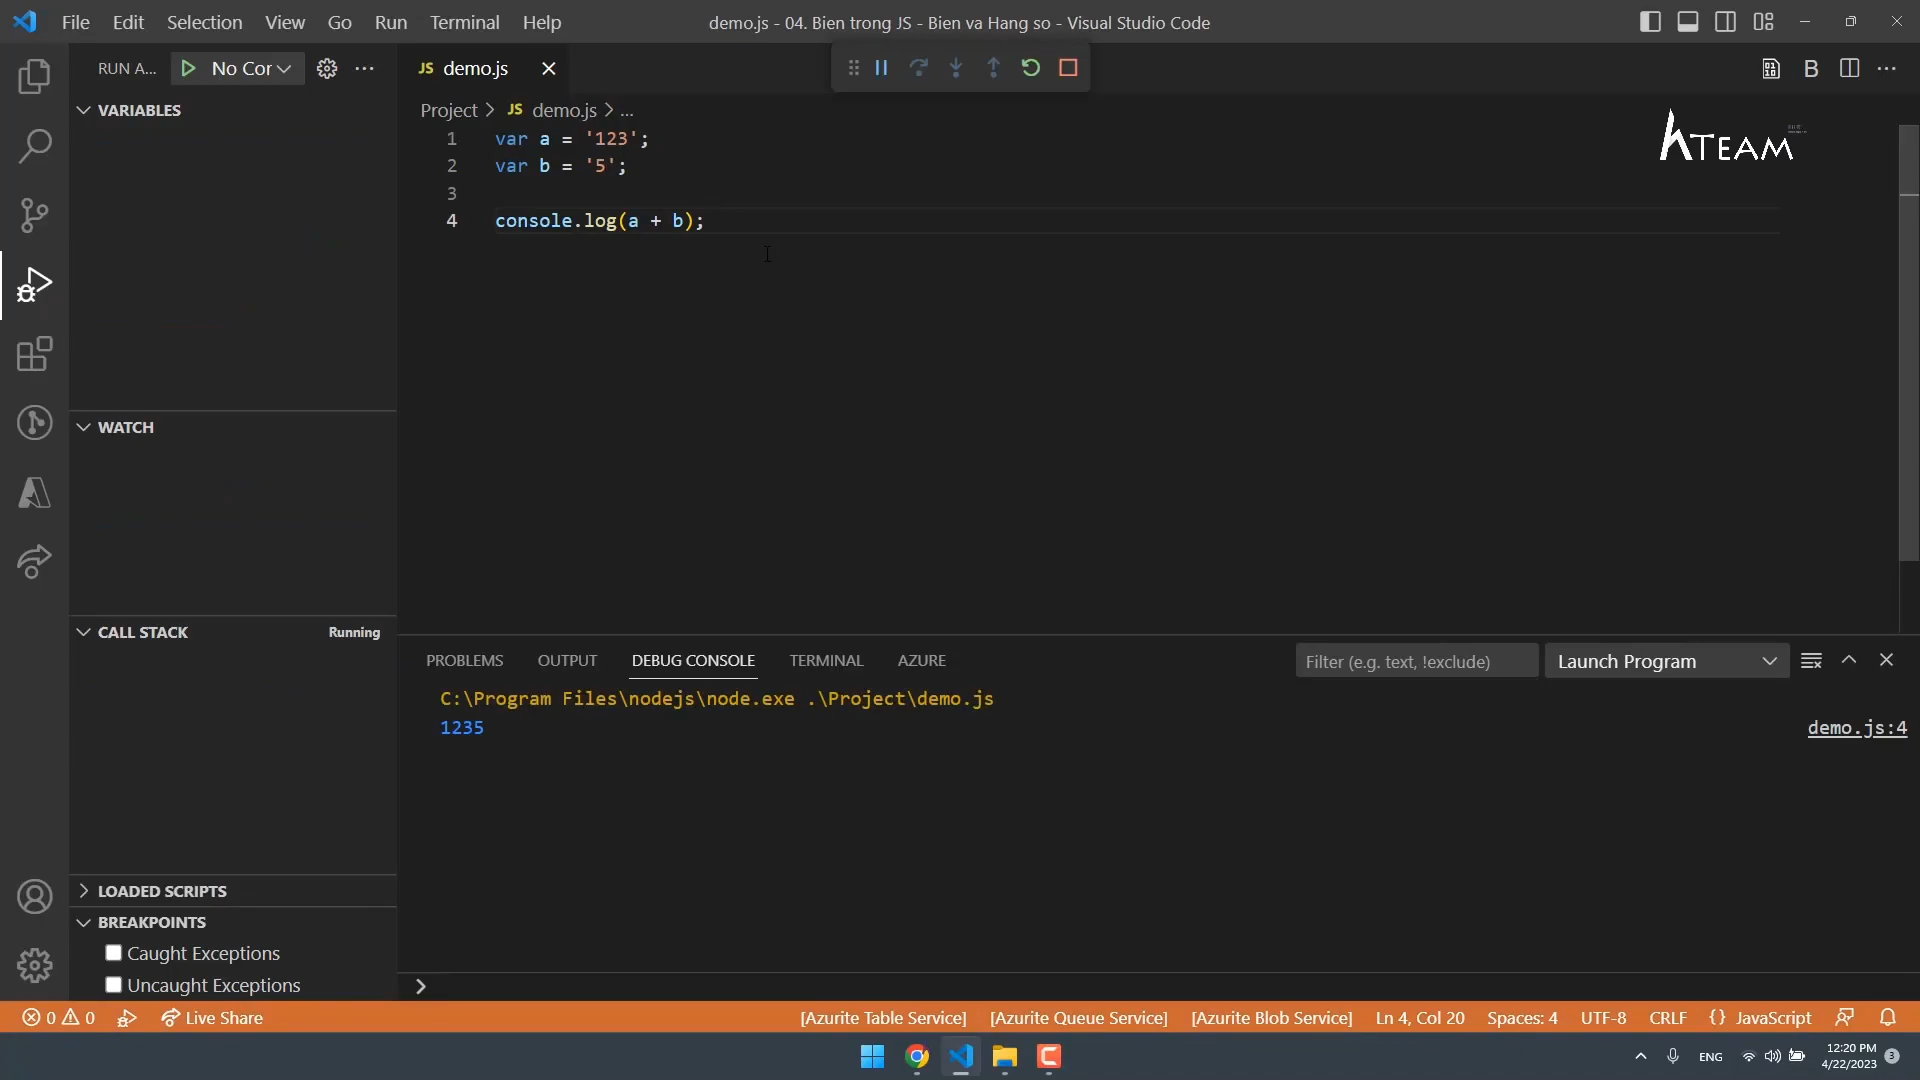 File Edit Selection View Go Run Terminal Help
demo.js - 04. Bien trong JS - Bien va Hang so - Visual Studio Code
RUN A... No Cor
JS demo.js
B
VARIABLES
Project > JS demo.js > ...
hTEAM
1 var a = '123';
2 var b = '5';
3
4 console.log(a + b);
WATCH
CALL STACK Running
PROBLEMS OUTPUT DEBUG CONSOLE TERMINAL AZURE
Filter (e.g. text, !exclude) Launch Program
C:\Program Files\nodejs\node.exe .\Project\demo.js
1235 demo.js:4
LOADED SCRIPTS
BREAKPOINTS
Caught Exceptions
Uncaught Exceptions
>
0 0 Live Share [Azurite Table Service] [Azurite Queue Service] [Azurite Blob Service] Ln 4, Col 20 Spaces: 4 UTF-8 CRLF {} JavaScript
ENG 12:20 PM 3
4/22/2023